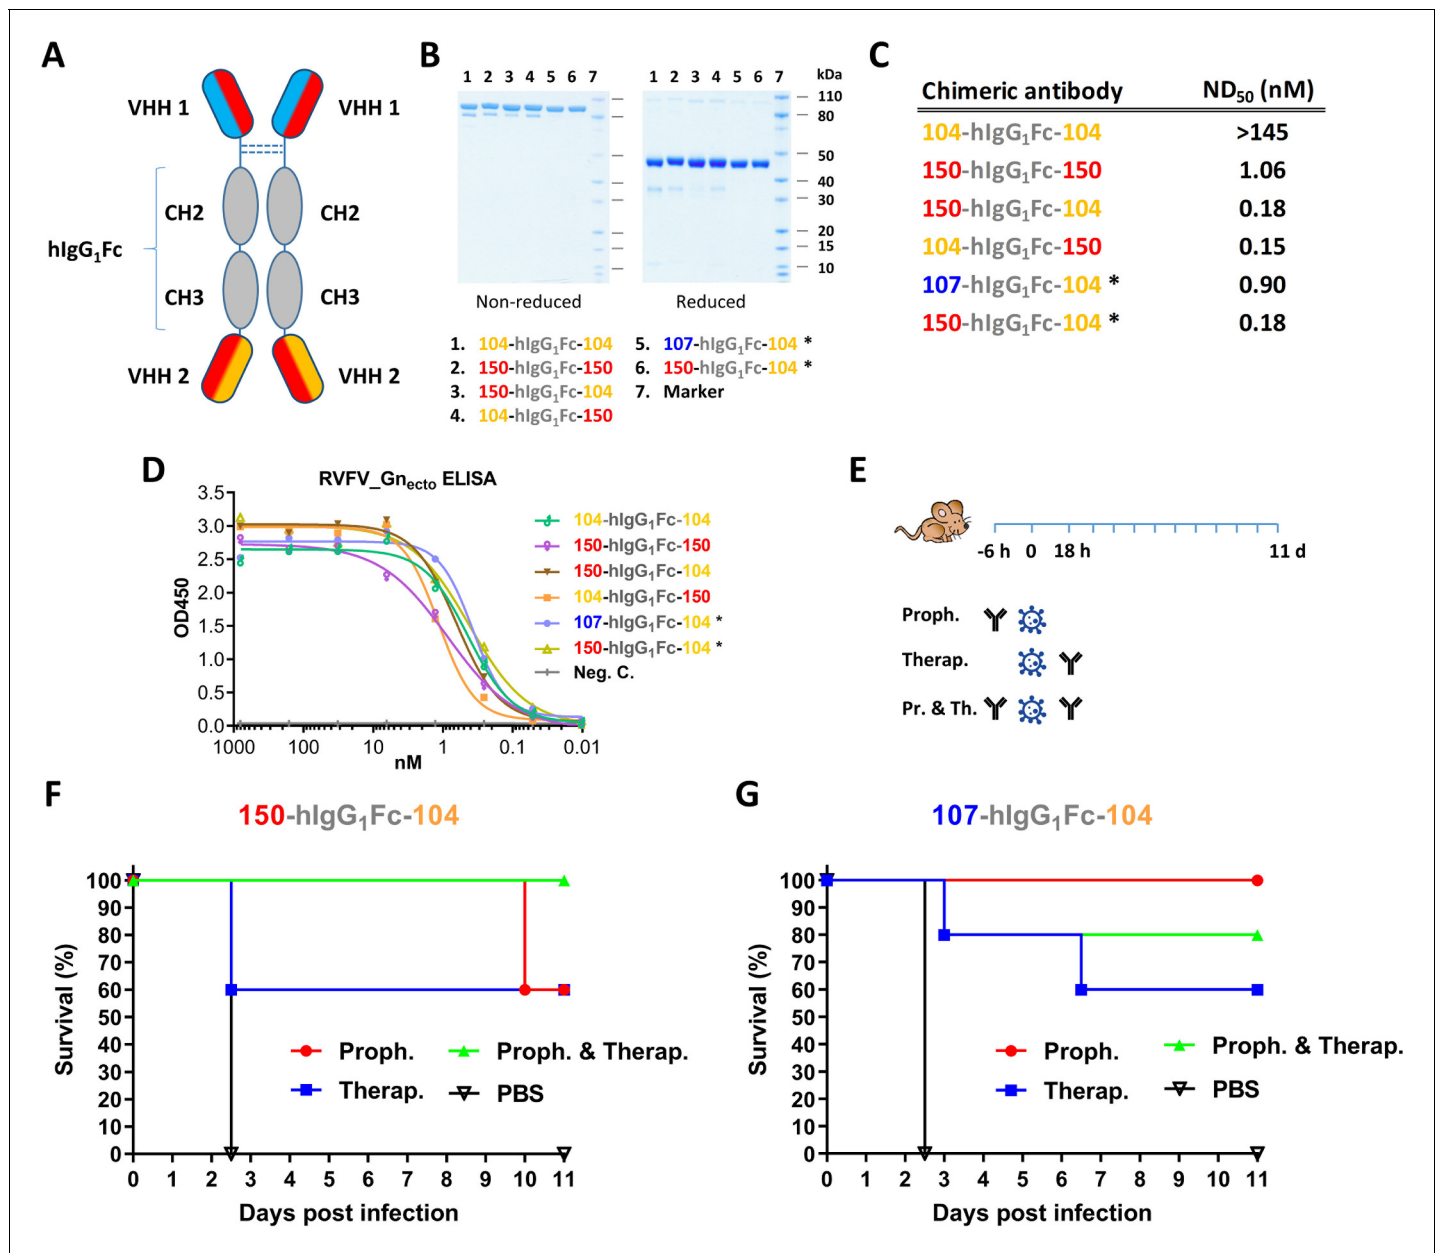 A
VHH 1
VHH 1
hIgG1Fc
CH2
CH2
CH3
CH3
VHH 2
VHH 2
B
1 2 3 4 5 6 7
1 2 3 4 5 6 7
kDa
110
80
50
40
30
20
15
10
Non-reduced
Reduced
1. 104-hIgG1Fc-104
2. 150-hIgG1Fc-150
3. 150-hIgG1Fc-104
4. 104-hIgG1Fc-150
5. 107-hIgG1Fc-104 *
6. 150-hIgG1Fc-104 *
7. Marker
C
Chimeric antibody ND50 (nM)
104-hIgG1Fc-104 >145
150-hIgG1Fc-150 1.06
150-hIgG1Fc-104 0.18
104-hIgG1Fc-150 0.15
107-hIgG1Fc-104 * 0.90
150-hIgG1Fc-104 * 0.18
D
RVFV_Gnecto ELISA
OD450
3.5
3.0
2.5
2.0
1.5
1.0
0.5
0.0
1000 100 10 1 0.1 0.01
nM
104-hIgG1Fc-104
150-hIgG1Fc-150
150-hIgG1Fc-104
104-hIgG1Fc-150
107-hIgG1Fc-104 *
150-hIgG1Fc-104 *
Neg. C.
E
-6 h 0 18 h 11 d
Proph.
Therap.
Pr. & Th.
F
150-hIgG1Fc-104
Survival (%)
100
90
80
70
60
50
40
30
20
10
0
0 1 2 3 4 5 6 7 8 9 10 11
Days post infection
Proph.
Therap.
Proph. & Therap.
PBS
G
107-hIgG1Fc-104
Survival (%)
100
90
80
70
60
50
40
30
20
10
0
0 1 2 3 4 5 6 7 8 9 10 11
Days post infection
Proph.
Therap.
Proph. & Therap.
PBS